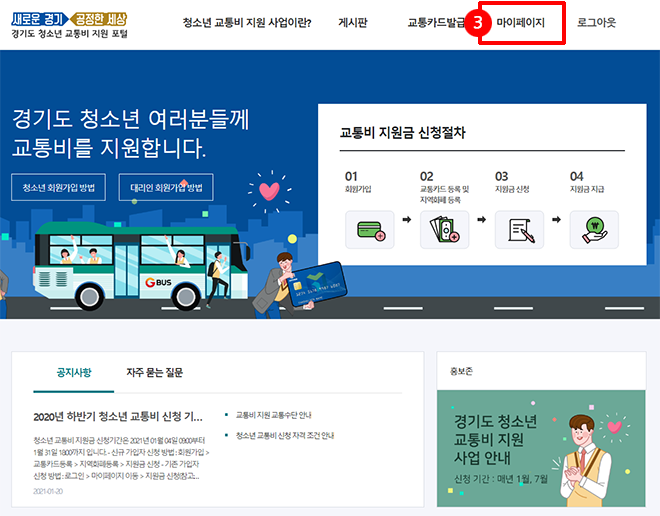 새로운 경기 공정한 세상
경기도 청소년 교통비 지원 포털
청소년 교통비 지원 사업이란?
게시판
교통카드발급
3
마이페이지
로그아웃
경기도 청소년 여러분들께
교통비를 지원합니다.
청소년 회원가입 방법
대리인 회원가입 방법
G BUS
교통비 지원금 신청절차
01
회원가입
02
교통카드 등록 및
지역화폐 등록
03
지원금 신청
04
지원금 지급
공지사항
자주 묻는 질문
2020년 하반기 청소년 교통비 신청 기...
청소년 교통비 지원금 신청기간은 2021년 01월 04일 09:00부터
1월 31일 18:00까지 입니다. - 신규 가입자 신청 방법 : 회원가입 >
교통카드등록 > 지역화폐등록 > 지원금 신청 - 기존 가입자
신청 방법 : 로그인 > 마이페이지 이동 > 지원금 신청(참고...
2021-01-20
교통비 지원 교통수단 안내
청소년 교통비 신청 자격 조건 안내
홍보존
경기도 청소년
교통비 지원
사업 안내
신청 기간 : 매년 1월, 7월